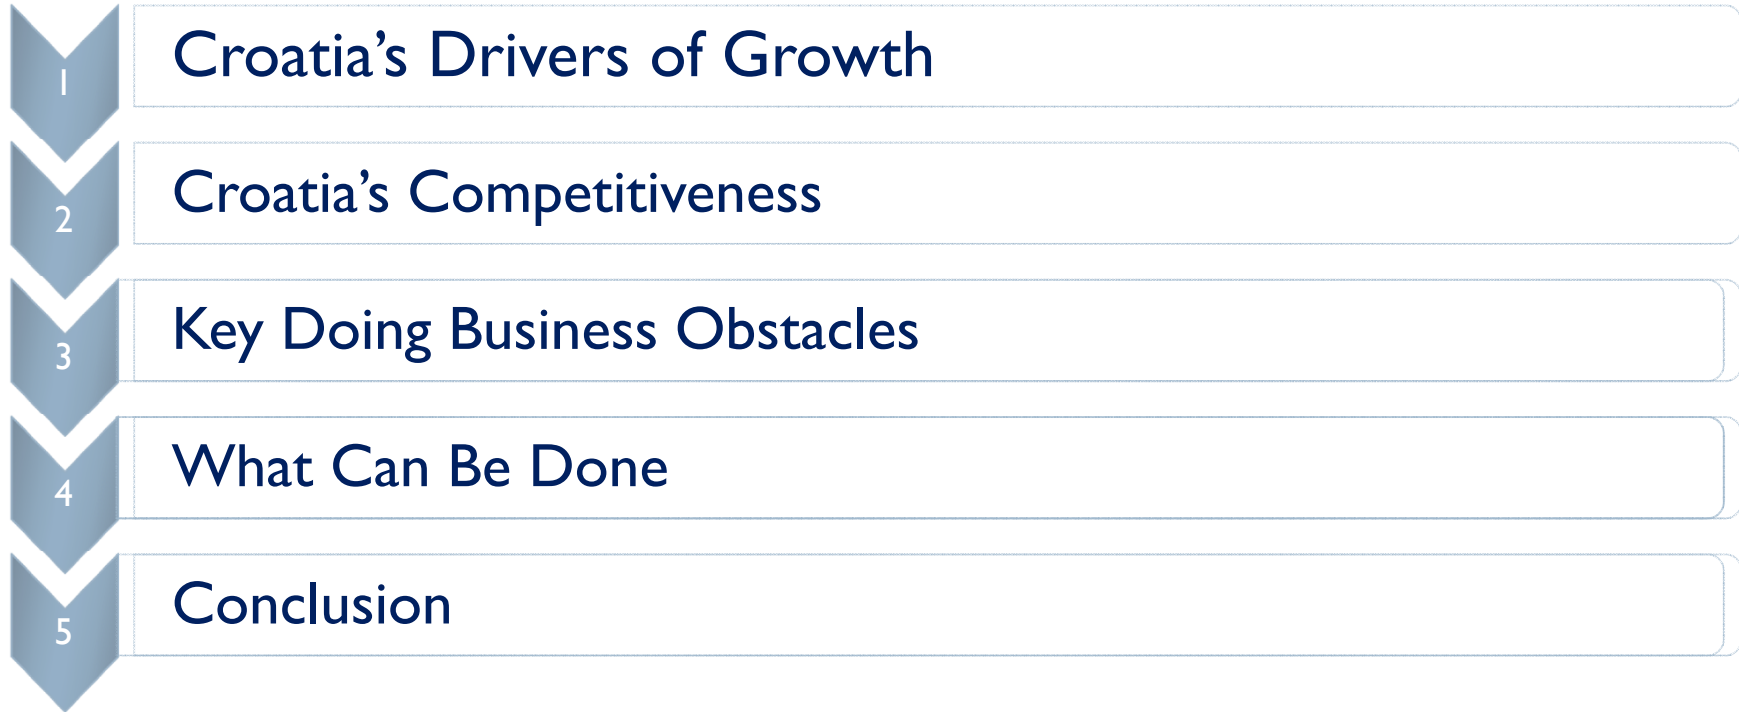 1
Croatia’s Drivers of Growth
2
Croatia’s Competitiveness
3
Key Doing Business Obstacles
4
What Can Be Done
5
Conclusion